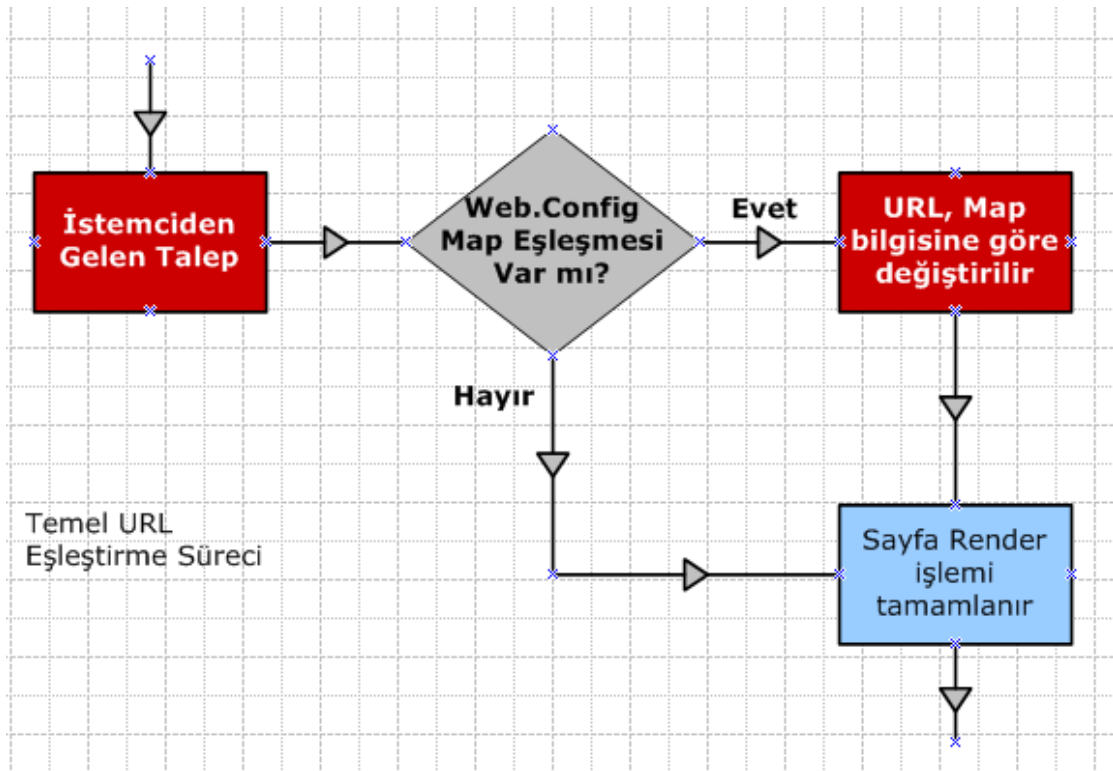 İstemciden
Gelen Talep
Web.Config
Map Eşleşmesi
Var mı?
Evet
URL, Map
bilgisine göre
değiştirilir
Hayır
Temel URL
Eşleştirme Süreci
Sayfa Render
işlemi
tamamlanır